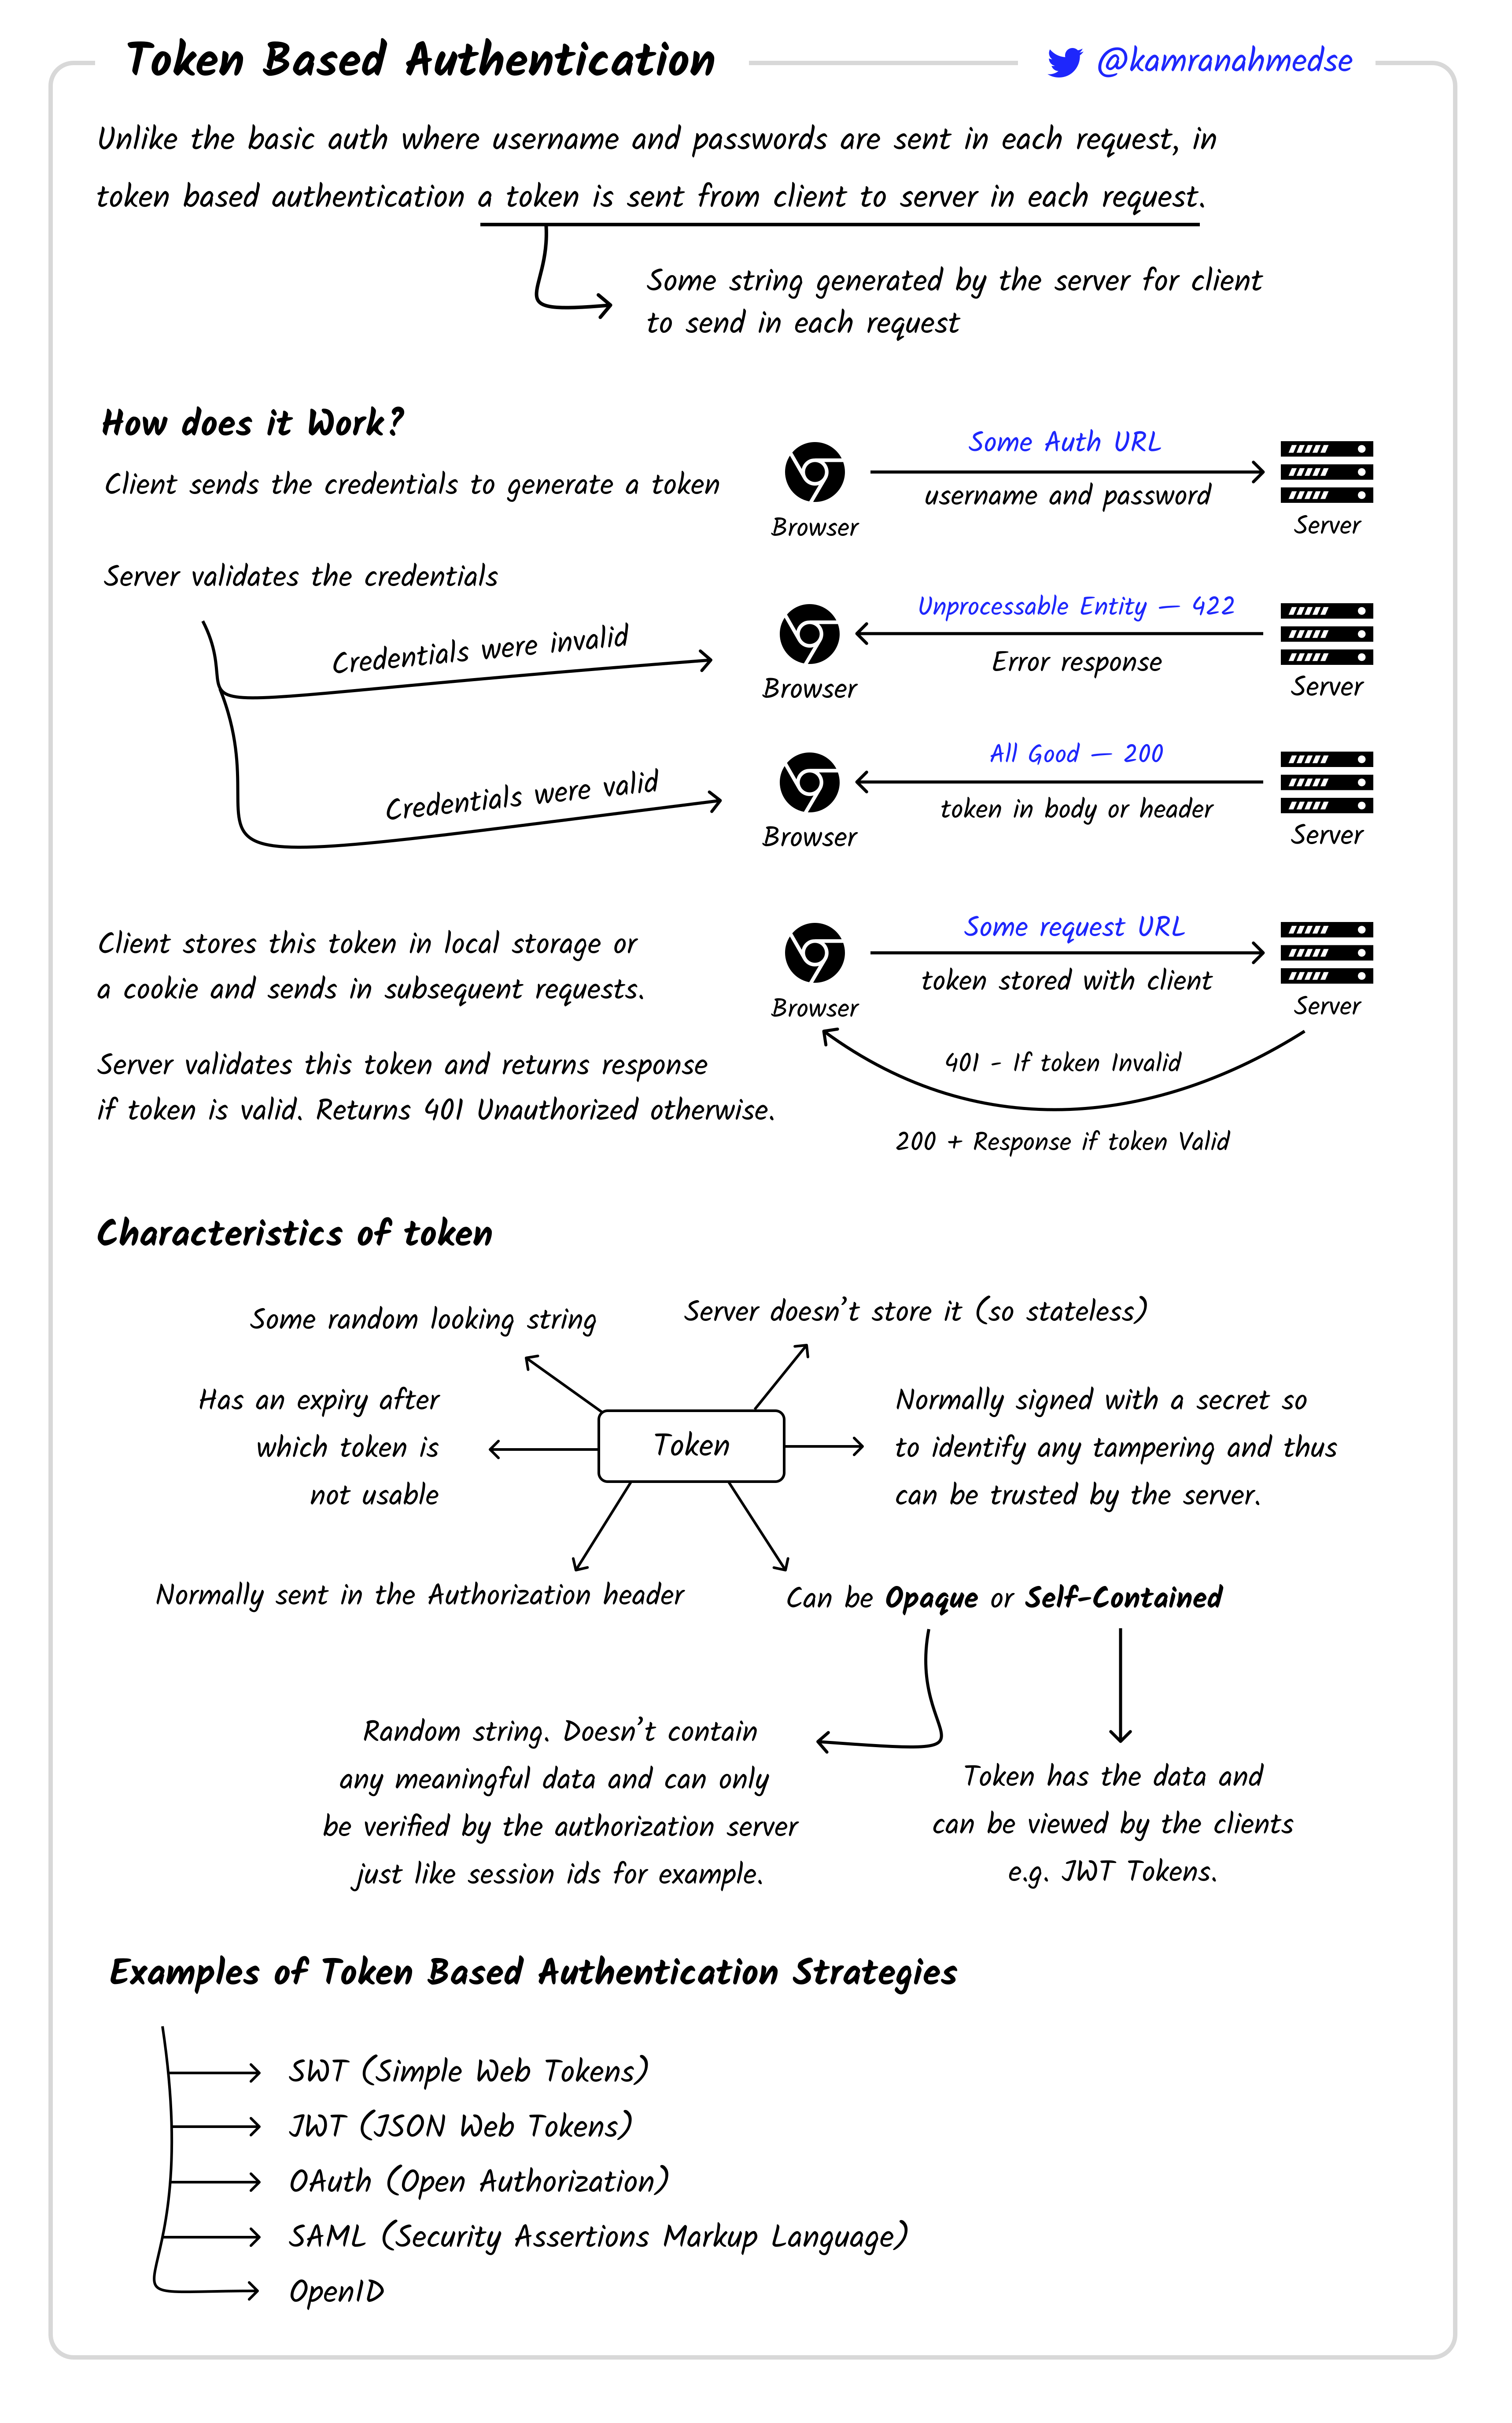 Token Based Authentication
@kamranahmedse
Unlike the basic auth where username and passwords are sent in each request, in
token based authentication a token is sent from client to server in each request.
Some string generated by the server for client
to send in each request
How does it Work?
Client sends the credentials to generate a token
Some Auth URL
username and password
Browser
Server
Server validates the credentials
Credentials were invalid
Unprocessable Entity — 422
Error response
Browser
Server
Credentials were valid
All Good — 200
token in body or header
Browser
Server
Client stores this token in local storage or
a cookie and sends in subsequent requests.
Some request URL
token stored with client
Browser
Server
Server validates this token and returns response
if token is valid. Returns 401 Unauthorized otherwise.
401 - If token Invalid
200 + Response if token Valid
Characteristics of token
Some random looking string
Server doesn’t store it (so stateless)
Has an expiry after
which token is
not usable
Token
Normally signed with a secret so
to identify any tampering and thus
can be trusted by the server.
Normally sent in the Authorization header
Can be Opaque or Self-Contained
Random string. Doesn’t contain
any meaningful data and can only
be verified by the authorization server
just like session ids for example.
Token has the data and
can be viewed by the clients
e.g. JWT Tokens.
Examples of Token Based Authentication Strategies
SWT (Simple Web Tokens)
JWT (JSON Web Tokens)
OAuth (Open Authorization)
SAML (Security Assertions Markup Language)
OpenID